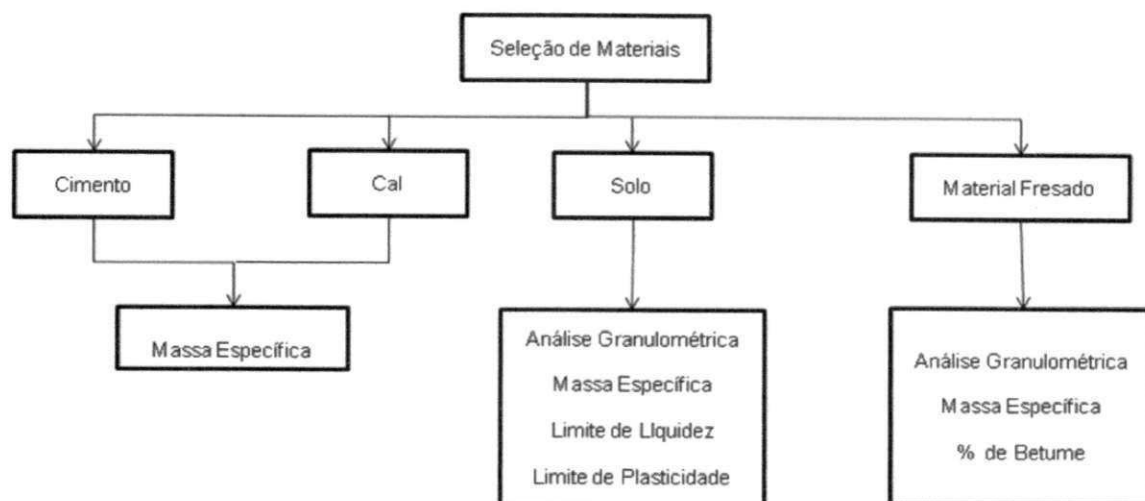 Seleção de Materiais
Cimento
Cal
Solo
Material Fresado
Massa Específica
Análise Granulométrica
Massa Específica
Limite de LIquidez
Limite de Plasticidade
Análise Granulométrica
Massa Específica
% de Betume